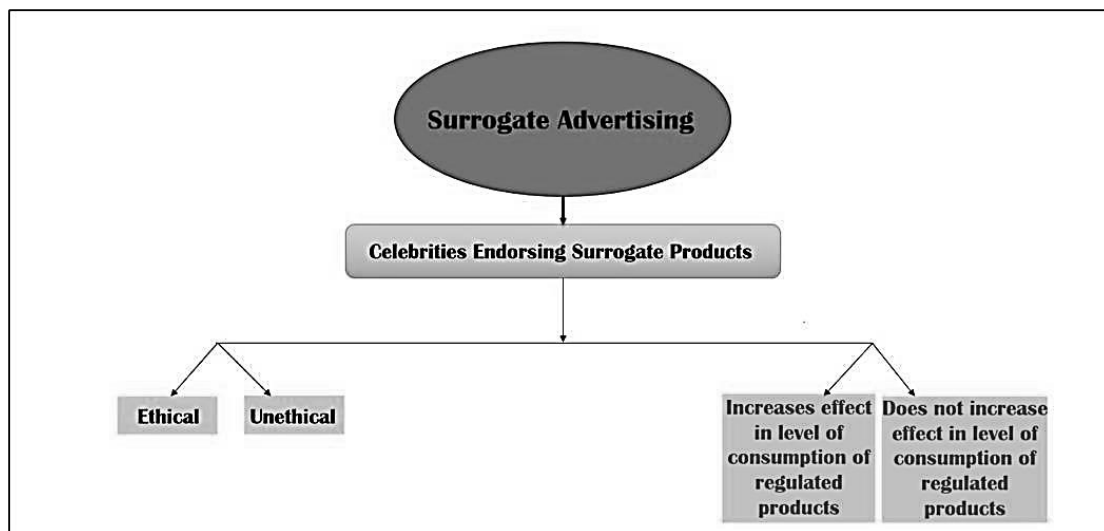 Surrogate Advertising
Celebrities Endorsing Surrogate Products
Ethical
Unethical
Increases effect
in level of
consumption of
regulated
products
Does not increase
effect in level of
consumption of
regulated
products